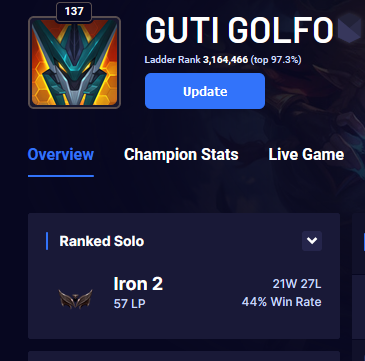 137
GUTI GOLFO
Ladder Rank 3,164,466 (top 97.3%)
Update
Overview Champion Stats Live Game
Ranked Solo
Iron 2 21W 27L
57 LP 44% Win Rate